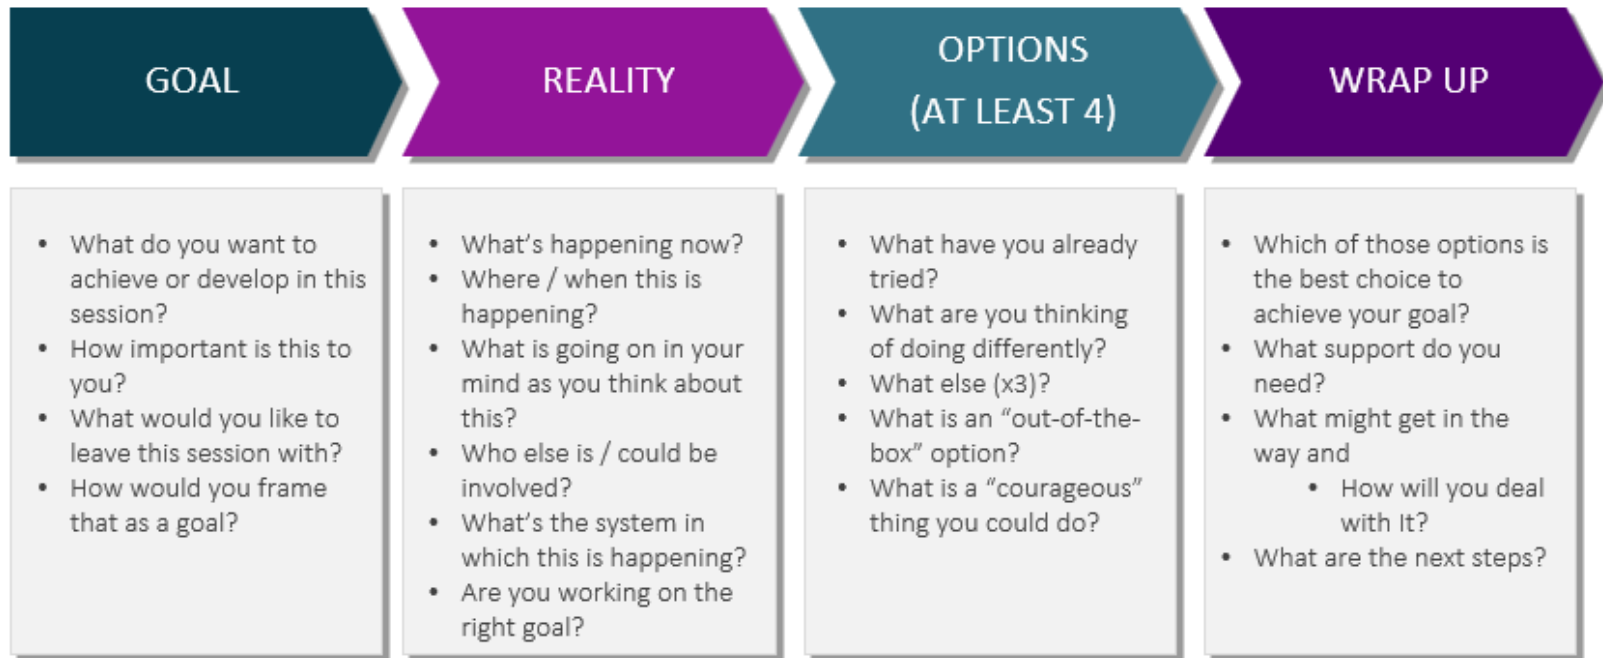 GOAL
REALITY
OPTIONS
(AT LEAST 4)
WRAP UP
• What do you want to
achieve or develop in this
session?
• How important is this to
you?
• What would you like to
leave this session with?
• How would you frame
that as a goal?
• What's happening now?
• Where / when this is
happening?
• What is going on in your
mind as you think about
this?
• Who else is / could be
involved?
• What's the system in
which this is happening?
• Are you working on the
right goal?
• What have you already
tried?
• What are you thinking
of doing differently?
• What else (x3)?
• What is an “out-of-the-
box” option?
• What is a “courageous”
thing you could do?
• Which of those options is
the best choice to
achieve your goal?
• What support do you
need?
• What might get in the
way and
• How will you deal
with It?
• What are the next steps?